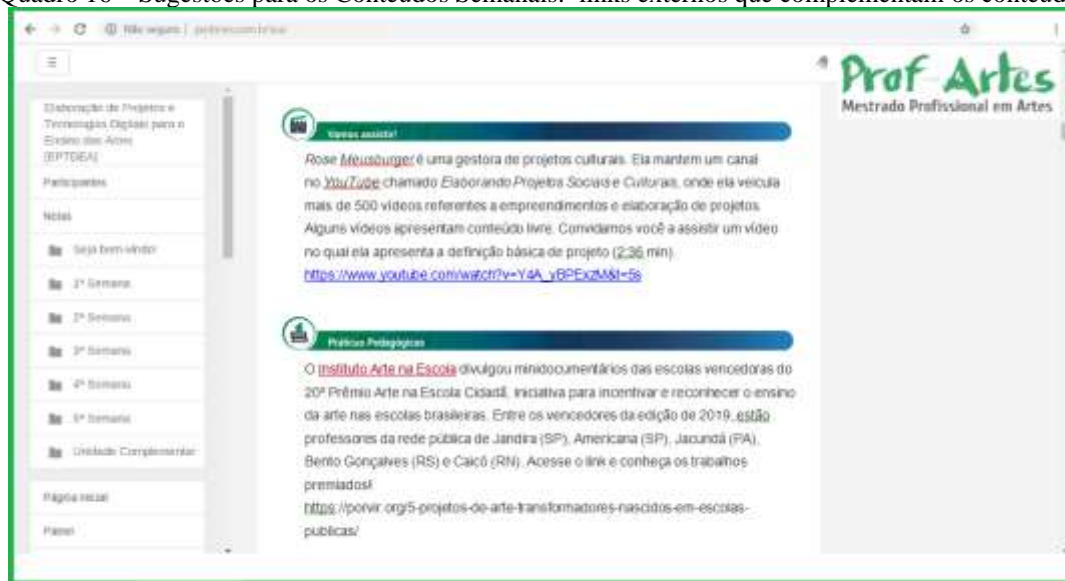 Quadro 16 – Sugestões para os Conteúdos Semanais: links externos que complementam os conteúd
Não seguro
Prof Artes
Mestrado Profissional em Artes
Elaboração de Projetos e
Tecnologias Digitais para o
Ensino das Artes
(EPTDEA)
Participantes
Notas
Seja bem-vindo!
1ª Semana
2ª Semana
3ª Semana
4ª Semana
5ª Semana
Unidade Complementar
Página inicial
Painel
Vamos assistir!
Rose Meusburger é uma gestora de projetos culturais. Ela mantem um canal
no YouTube chamado Elaborando Projetos Sociais e Culturais, onde ela veicula
mais de 500 vídeos referentes a empreendimentos e elaboração de projetos.
Alguns vídeos apresentam conteúdo livre. Convidamos você a assistir um vídeo
no qual ela apresenta a definição básica de projeto (2:36 min).
https://www.youtube.com/watch?v=Y4A_yBPExzM&t=5s
Práticas Pedagógicas
O Instituto Arte na Escola divulgou minidocumentários das escolas vencedoras do
20º Prêmio Arte na Escola Cidadã, iniciativa para incentivar e reconhecer o ensino
da arte nas escolas brasileiras. Entre os vencedores da edição de 2019, estão
professores da rede pública de Jandira (SP), Americana (SP), Jacundá (PA),
Bento Gonçalves (RS) e Caicó (RN). Acesse o link e conheça os trabalhos
premiados!
https://porvir.org/5-projetos-de-arte-transformadores-nascidos-em-escolas-
publicas/